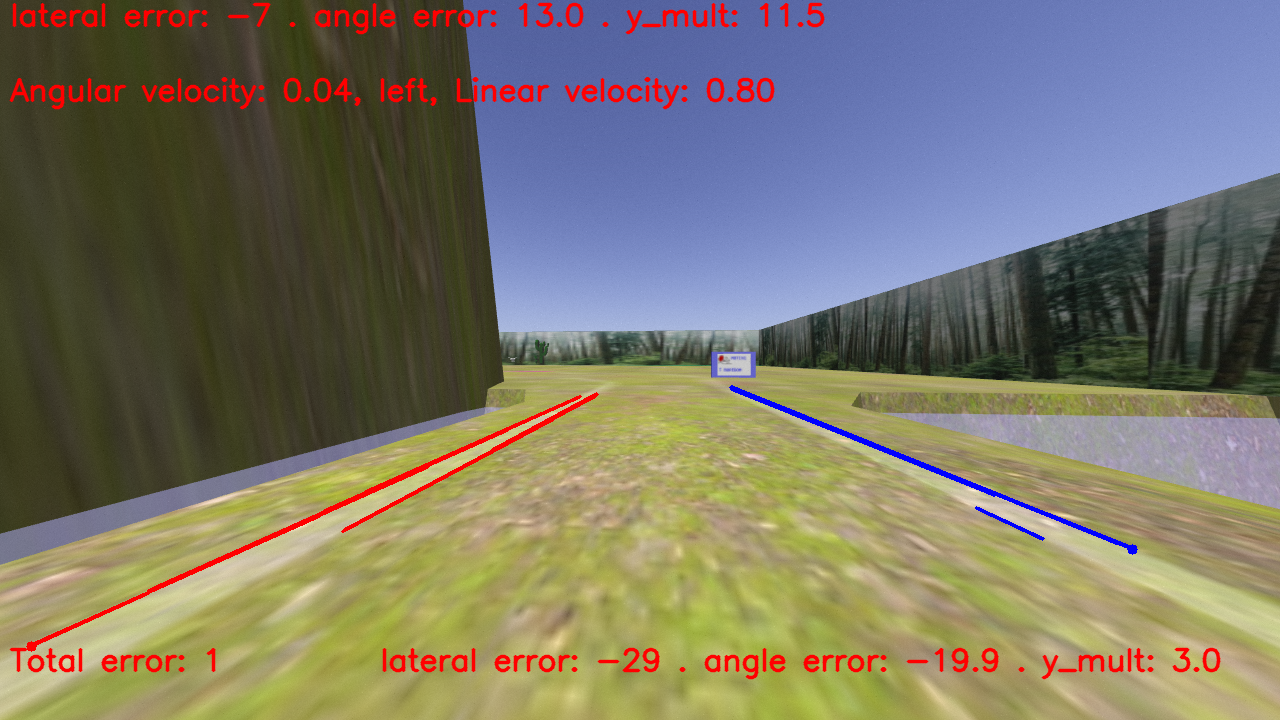 lateral error: −7 . angle error: 13.0 . y_mult: 11.5
Angular velocity: 0.04, left, Linear velocity: 0.80
Total error: 1
lateral error: −29 . angle error: −19.9 . y_mult: 3.0